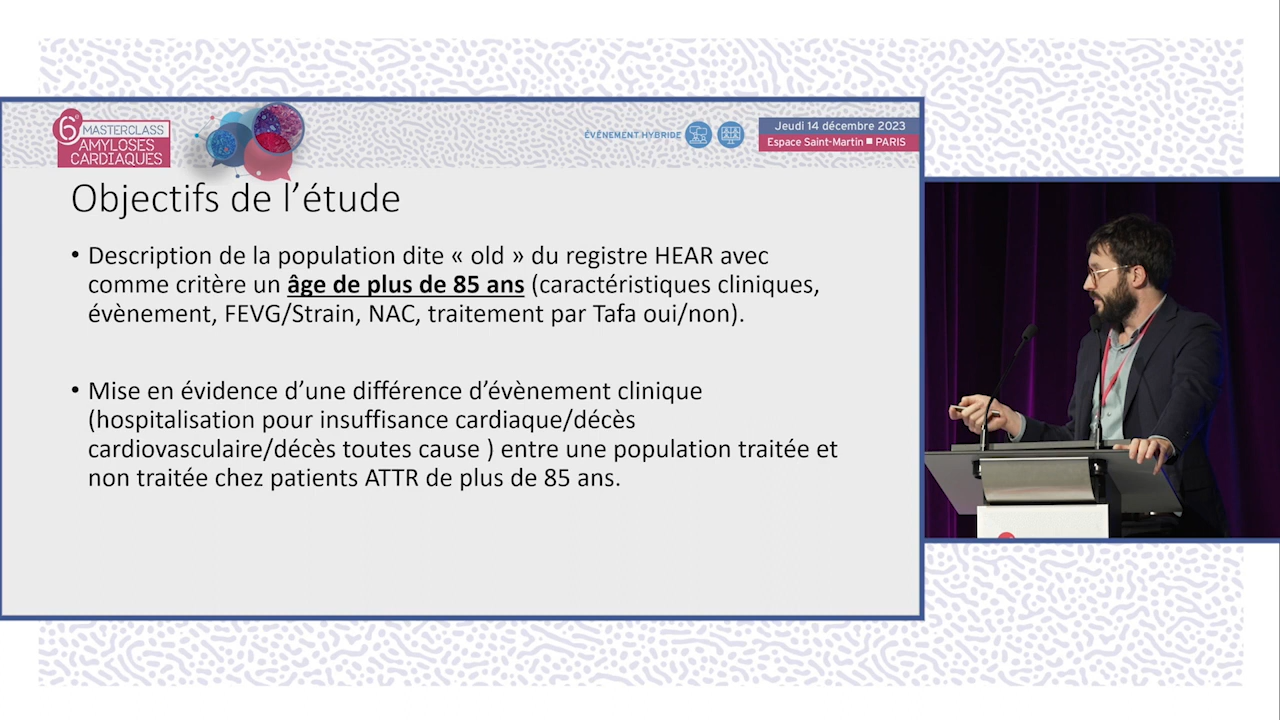 6e
MASTERCLASS
AMYLOSES
CARDIAQUES
ÉVÉNEMENT HYBRIDE
Jeudi 14 décembre 2023
Espace Saint-Martin ■ PARIS
Objectifs de l’étude
• Description de la population dite « old » du registre HEAR avec
comme critère un âge de plus de 85 ans (caractéristiques cliniques,
évènement, FEVG/Strain, NAC, traitement par Tafa oui/non).
• Mise en évidence d’une différence d’évènement clinique
(hospitalisation pour insuffisance cardiaque/décès
cardiovasculaire/décès toutes cause ) entre une population traitée et
non traitée chez patients ATTR de plus de 85 ans.